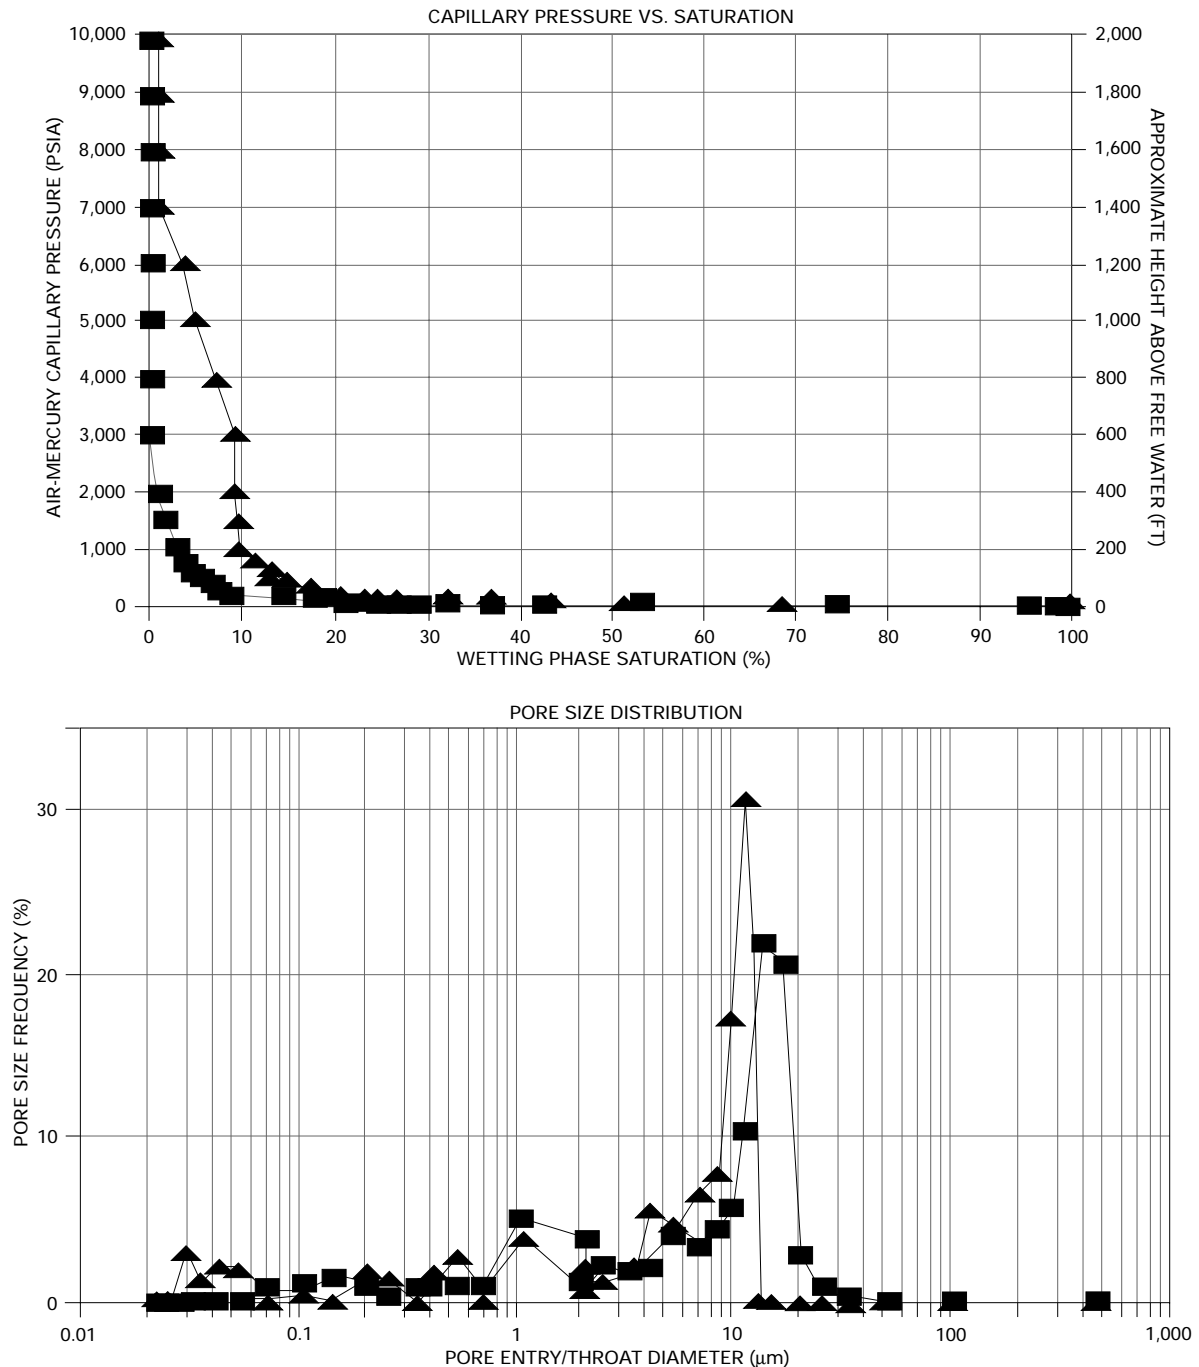 CAPILLARY PRESSURE VS. SATURATION
10,000
9,000
8,000
7,000
6,000
5,000
4,000
3,000
2,000
1,000
0
AIR-MERCURY CAPILLARY PRESSURE (PSIA)
2,000
1,800
1,600
1,400
1,200
1,000
800
600
400
200
0
APPROXIMATE HEIGHT ABOVE FREE WATER (FT)
0 10 20 30 40 50 60 70 80 90 100
WETTING PHASE SATURATION (%)
PORE SIZE DISTRIBUTION
30
20
10
0
PORE SIZE FREQUENCY (%)
0.01 0.1 1 10 100 1,000
PORE ENTRY/THROAT DIAMETER (µm)